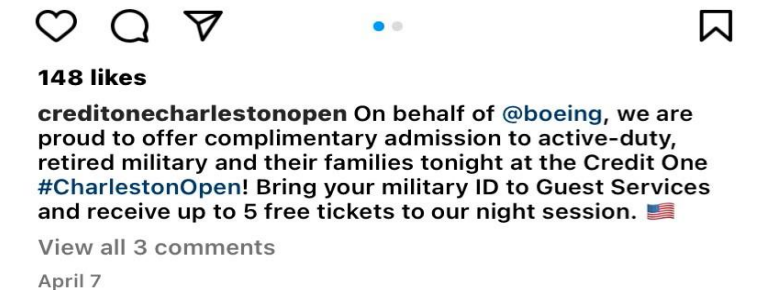 148 likes
creditonecharlestonopen On behalf of @boeing, we are
proud to offer complimentary admission to active-duty,
retired military and their families tonight at the Credit One
#CharlestonOpen! Bring your military ID to Guest Services
and receive up to 5 free tickets to our night session. 🇺🇸
View all 3 comments
April 7